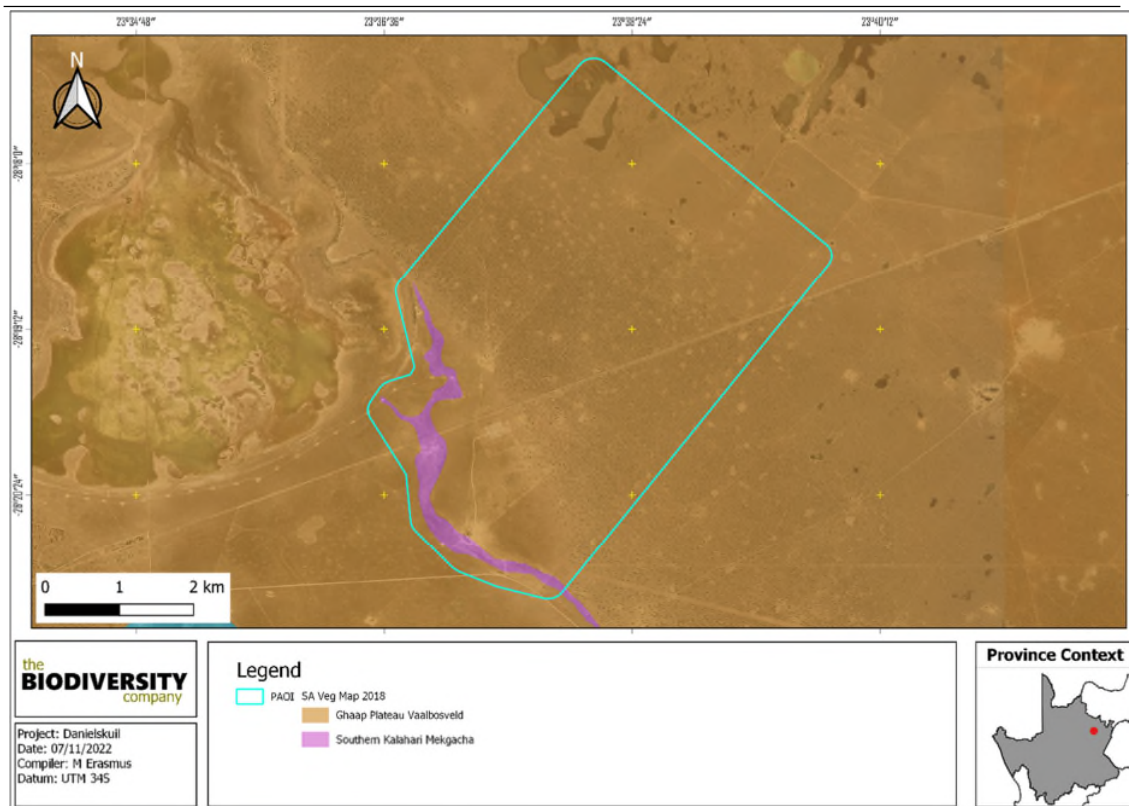 23°34'48"
23°36'36"
23°38'24"
23°40'12"
N
-28°18'0"
-28°19'12"
-28°20'24"
0 1 2 km
the
BIODIVERSITY
company
Project: Danielskuil
Date: 07/11/2022
Compiler: M Erasmus
Datum: UTM 34S
Legend
PAOI SA Veg Map 2018
Ghaap Plateau Vaalbosveld
Southern Kalahari Mekgacha
Province Context